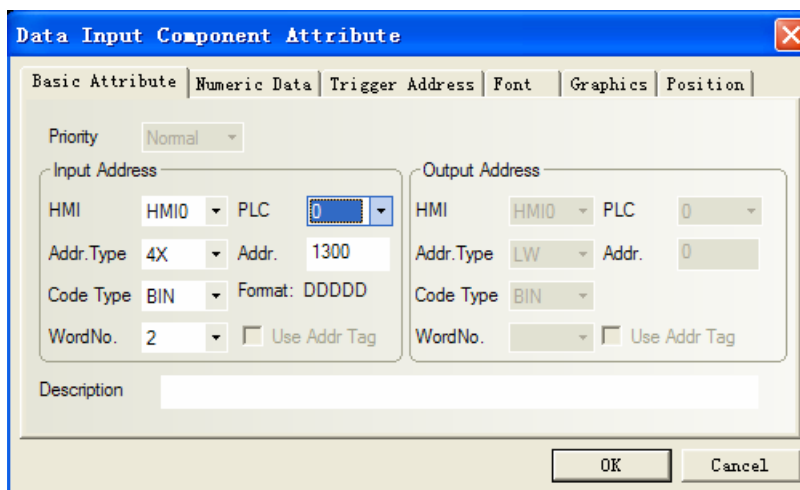 Data Input Component Attribute
Basic Attribute Numeric Data Trigger Address Font Graphics Position
Priority Normal
Input Address
HMI HMI0 PLC 0
Addr.Type 4X Addr. 1300
Code Type BIN Format: DDDDD
WordNo. 2 Use Addr Tag
Output Address
HMI HMI0 PLC 0
Addr.Type LW Addr. 0
Code Type BIN
WordNo. Use Addr Tag
Description
OK Cancel